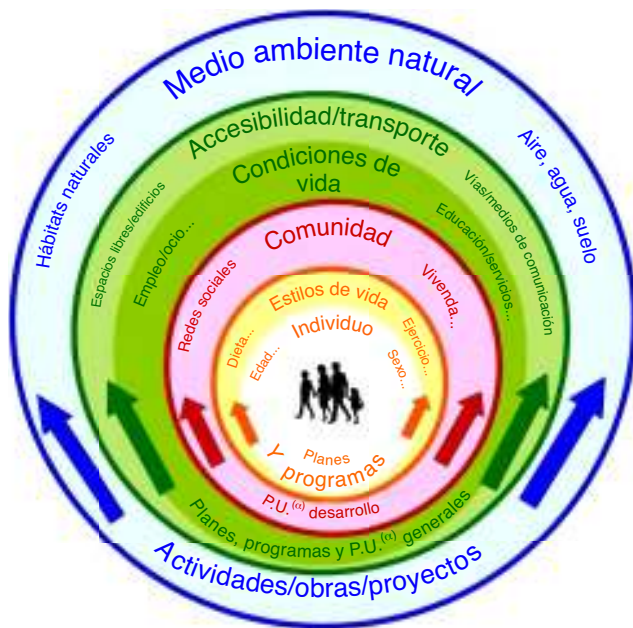 Medio ambiente natural
Hábitats naturales
Aire, agua, suelo
Accesibilidad/transporte
Espacios libres/edificios
Vías/medios de comunicación
Condiciones de
vida
Empleo/ocio...
Educación/servicios...
Comunidad
Redes sociales
Vivenda...
Estilos de vida
Dieta...
Ejercicio...
Individuo
Edad...
Sexo...
Planes
Y programas
P.U.(α) desarrollo
Planes, programas y P.U.(α) generales
Actividades/obras/proyectos